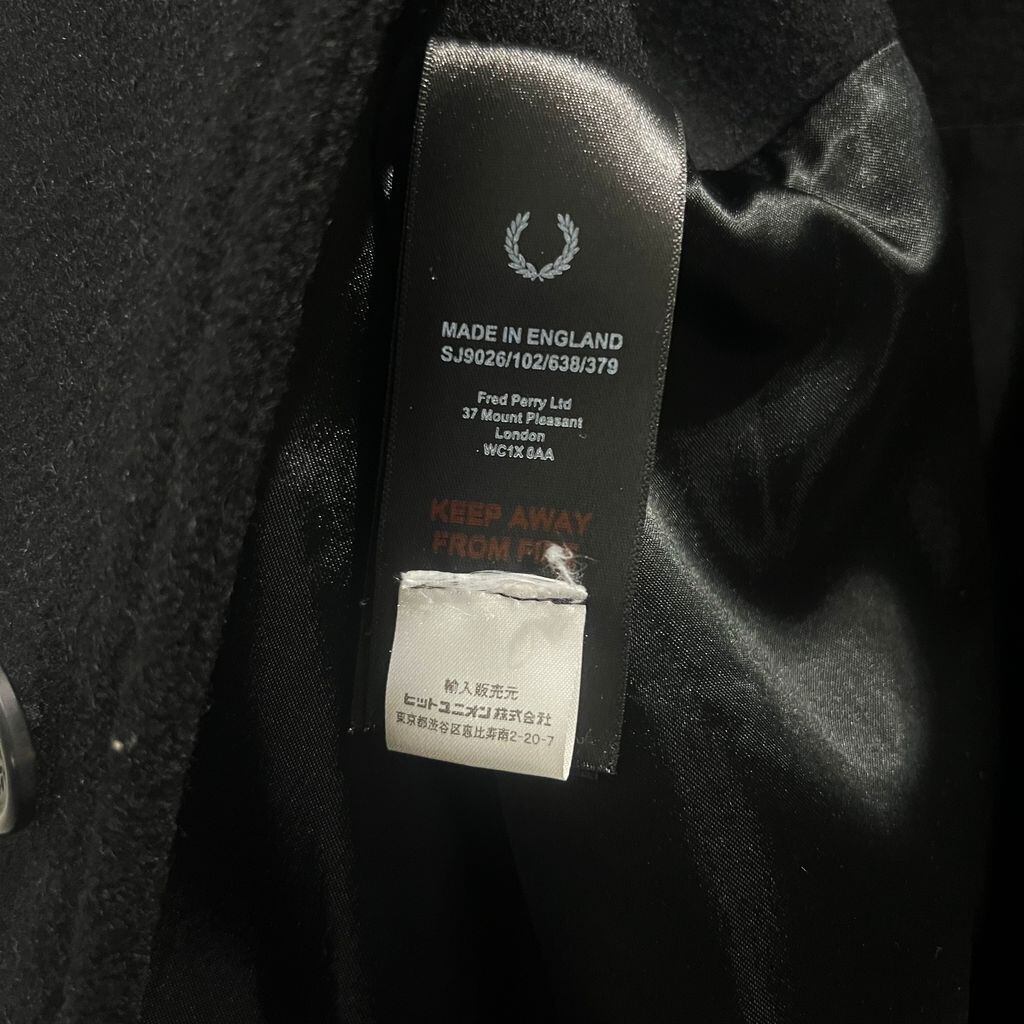 MADE IN ENGLAND
SJ9026/102/638/379
Fred Perry Ltd
37 Mount Pleasant
London
WC1X 0AA
KEEP AWAY
FROM FIRE
輸入販売元
ヒットユニオン株式会社
東京都渋谷区恵比寿南2-20-7